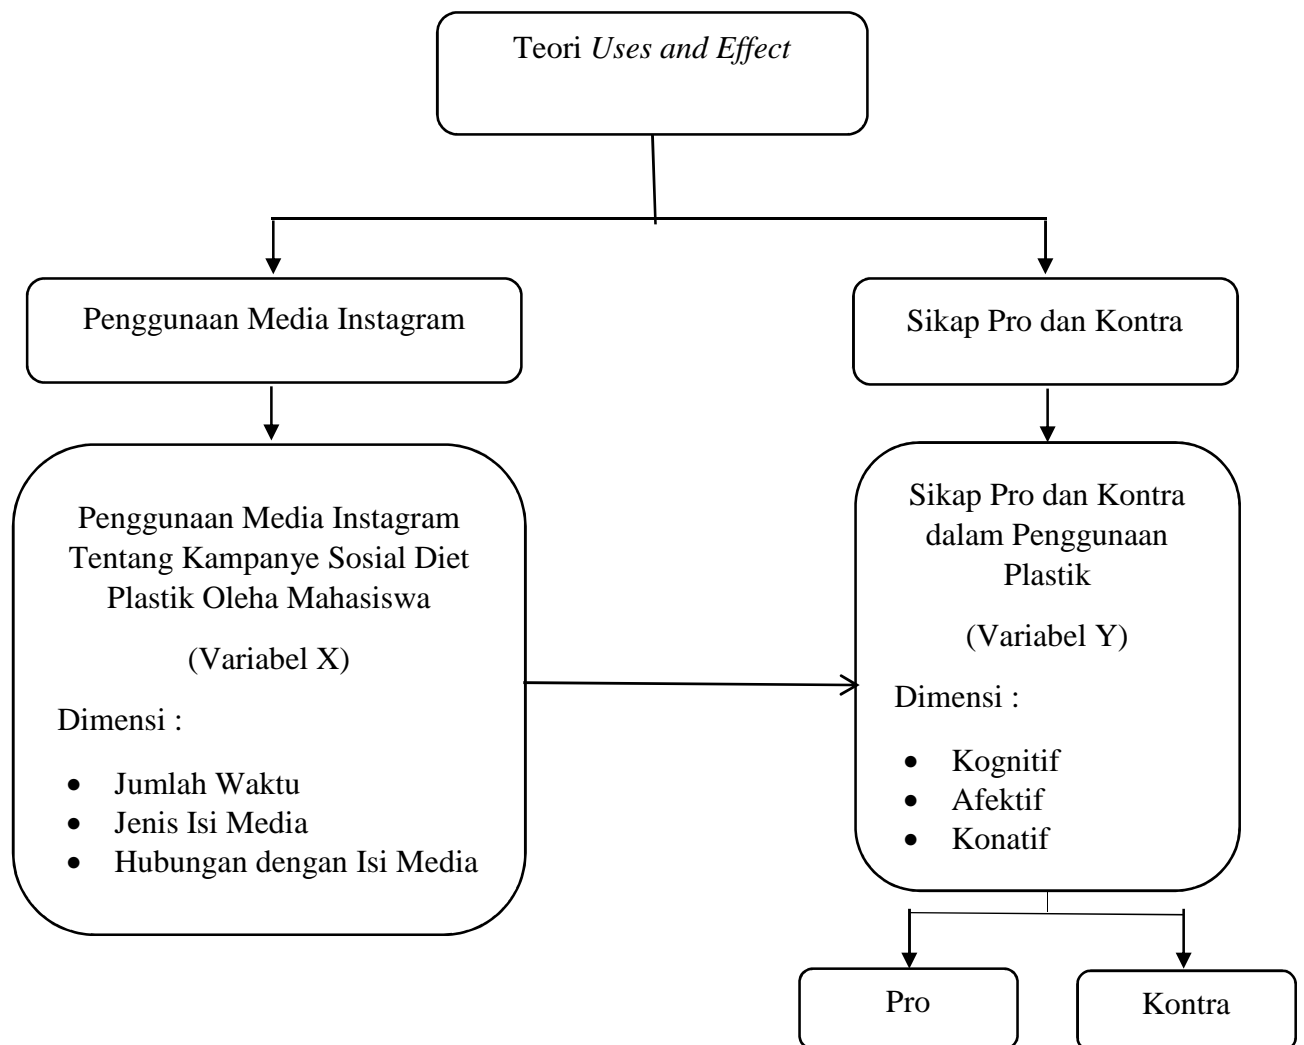 Teori Uses and Effect
Penggunaan Media Instagram
Sikap Pro dan Kontra
Penggunaan Media Instagram
Tentang Kampanye Sosial Diet
Plastik Oleha Mahasiswa
(Variabel X)
Dimensi :
• Jumlah Waktu
• Jenis Isi Media
• Hubungan dengan Isi Media
Sikap Pro dan Kontra
dalam Penggunaan
Plastik
(Variabel Y)
Dimensi :
• Kognitif
• Afektif
• Konatif
Pro
Kontra